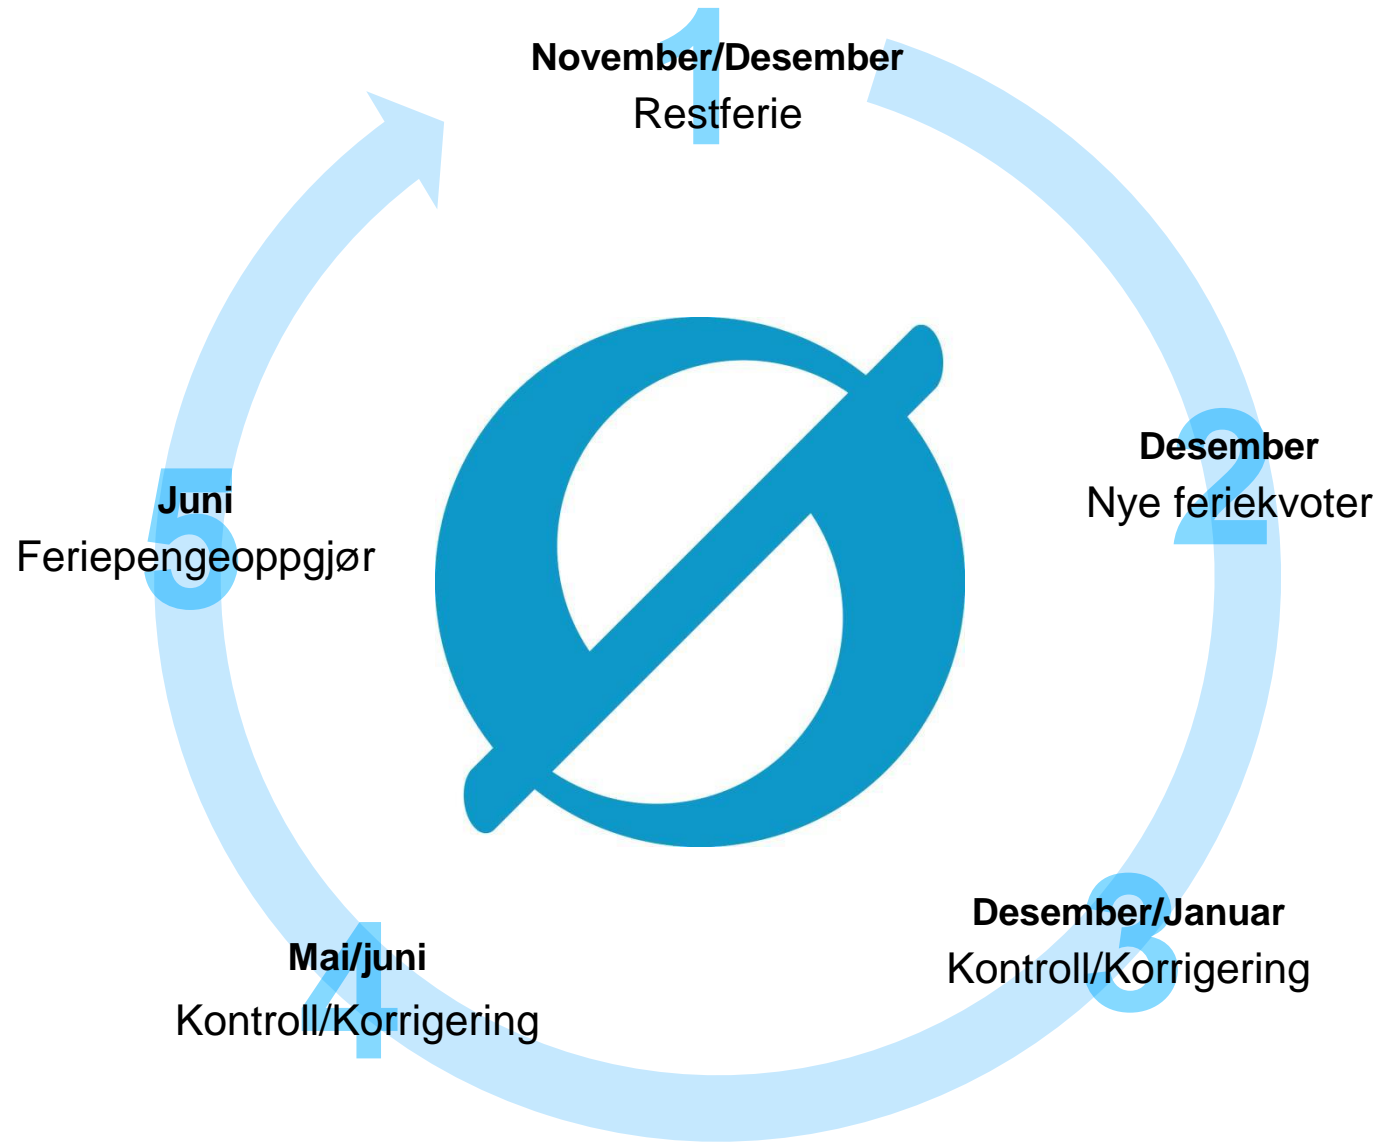 1
November/Desember
Restferie
2
Desember
Nye feriekvoter
3
Desember/Januar
Kontroll/Korrigering
4
Mai/juni
Kontroll/Korrigering
5
Juni
Feriepengeoppgjør